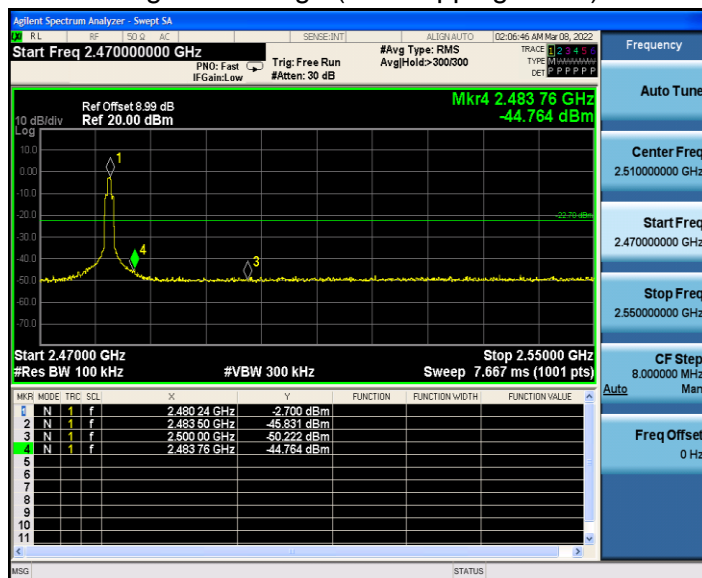 Agilent Spectrum Analyzer - Swept SA
RL RF 50 Ω AC SENSE:INT ALIGN AUTO 02:06:46 AM Mar 08, 2022
Start Freq 2.470000000 GHz
PNO: Fast
IFGain:Low
Trig: Free Run
#Atten: 30 dB
#Avg Type: RMS
Avg|Hold:>300/300
TRACE 1 2 3 4 5 6
TYPE M
DET P P P P P P
Ref Offset 8.99 dB
10 dB/div Ref 20.00 dBm
Log
Mkr4 2.483 76 GHz
-44.764 dBm
10.0
0.00
-10.0
-20.0
-30.0
-40.0
-50.0
-60.0
-70.0
1
4
3
-22.70 dBm
Start 2.47000 GHz Stop 2.55000 GHz
#Res BW 100 kHz #VBW 300 kHz Sweep 7.667 ms (1001 pts)
MKR MODE TRC SCL X Y FUNCTION FUNCTION WIDTH FUNCTION VALUE
1 N 1 f 2.480 24 GHz -2.700 dBm
2 N 1 f 2.483 50 GHz -45.831 dBm
3 N 1 f 2.500 00 GHz -50.222 dBm
4 N 1 f 2.483 76 GHz -44.764 dBm
5
6
7
8
9
10
11
MSG STATUS
Frequency
Auto Tune
Center Freq
2.510000000 GHz
Start Freq
2.470000000 GHz
Stop Freq
2.550000000 GHz
CF Step
8.000000 MHz
Auto Man
Freq Offset
0 Hz